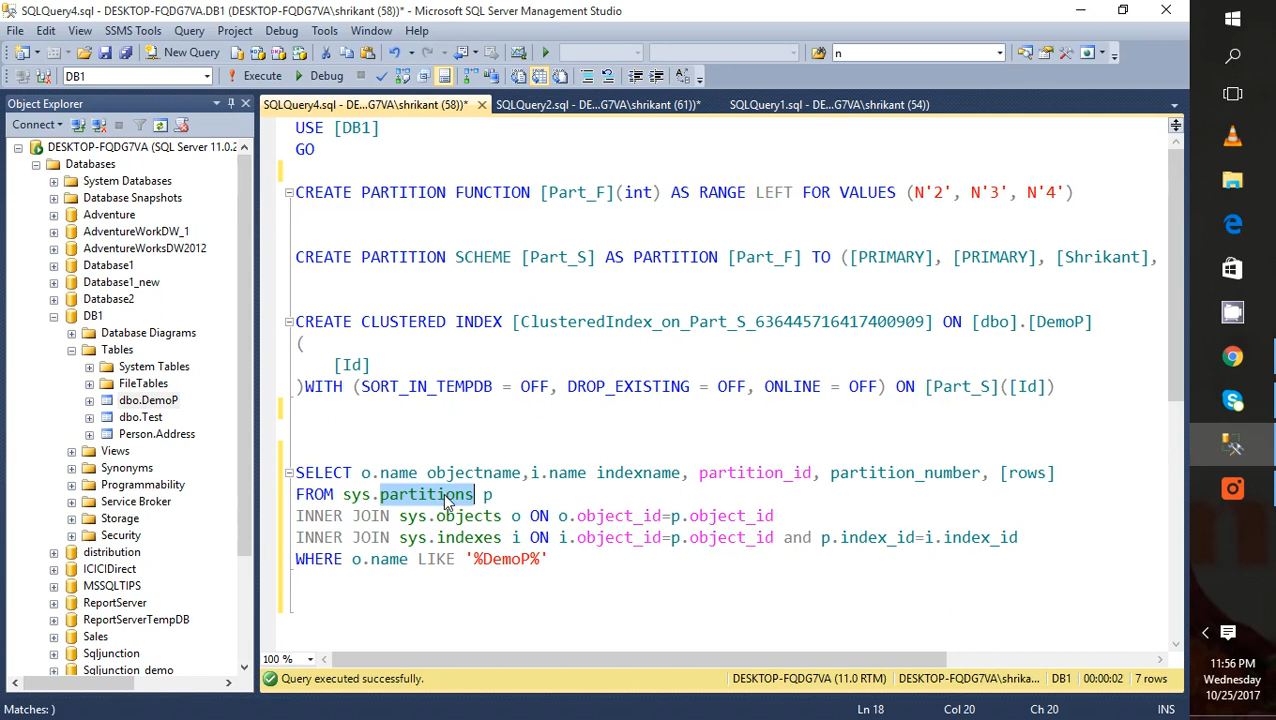 SQLQuery4.sql - DESKTOP-FQDG7VA.DB1 (DESKTOP-FQDG7VA\shrikant (58))* - Microsoft SQL Server Management Studio
File Edit View SSMS Tools Query Project Debug Tools Window Help
New Query n
DB1 Execute Debug
Object Explorer
Connect
DESKTOP-FQDG7VA (SQL Server 11.0.2
Databases
System Databases
Database Snapshots
Adventure
AdventureWorkDW_1
AdventureWorksDW2012
Database1
Database1_new
Database2
DB1
Database Diagrams
Tables
System Tables
FileTables
dbo.DemoP
dbo.Test
Person.Address
Views
Synonyms
Programmability
Service Broker
Storage
Security
distribution
ICICIDirect
MSSQLTIPS
ReportServer
ReportServerTempDB
Sales
Sqljunction
Sqljunction_demo
SQLQuery4.sql - DE...G7VA\shrikant (58))* SQLQuery2.sql - DE...G7VA\shrikant (61))* SQLQuery1.sql - DE...G7VA\shrikant (54))
USE [DB1]
GO
CREATE PARTITION FUNCTION [Part_F](int) AS RANGE LEFT FOR VALUES (N'2', N'3', N'4')
CREATE PARTITION SCHEME [Part_S] AS PARTITION [Part_F] TO ([PRIMARY], [PRIMARY], [Shrikant],
CREATE CLUSTERED INDEX [ClusteredIndex_on_Part_S_636445716417400909] ON [dbo].[DemoP]
(
[Id]
)WITH (SORT_IN_TEMPDB = OFF, DROP_EXISTING = OFF, ONLINE = OFF) ON [Part_S]([Id])
SELECT o.name objectname,i.name indexname, partition_id, partition_number, [rows]
FROM sys.partitions p
INNER JOIN sys.objects o ON o.object_id=p.object_id
INNER JOIN sys.indexes i ON i.object_id=p.object_id and p.index_id=i.index_id
WHERE o.name LIKE '%DemoP%'
100 %
Query executed successfully. DESKTOP-FQDG7VA (11.0 RTM) DESKTOP-FQDG7VA\shrika... DB1 00:00:02 7 rows
Matches: ) Ln 18 Col 20 Ch 20 INS
11:56 PM
Wednesday
10/25/2017